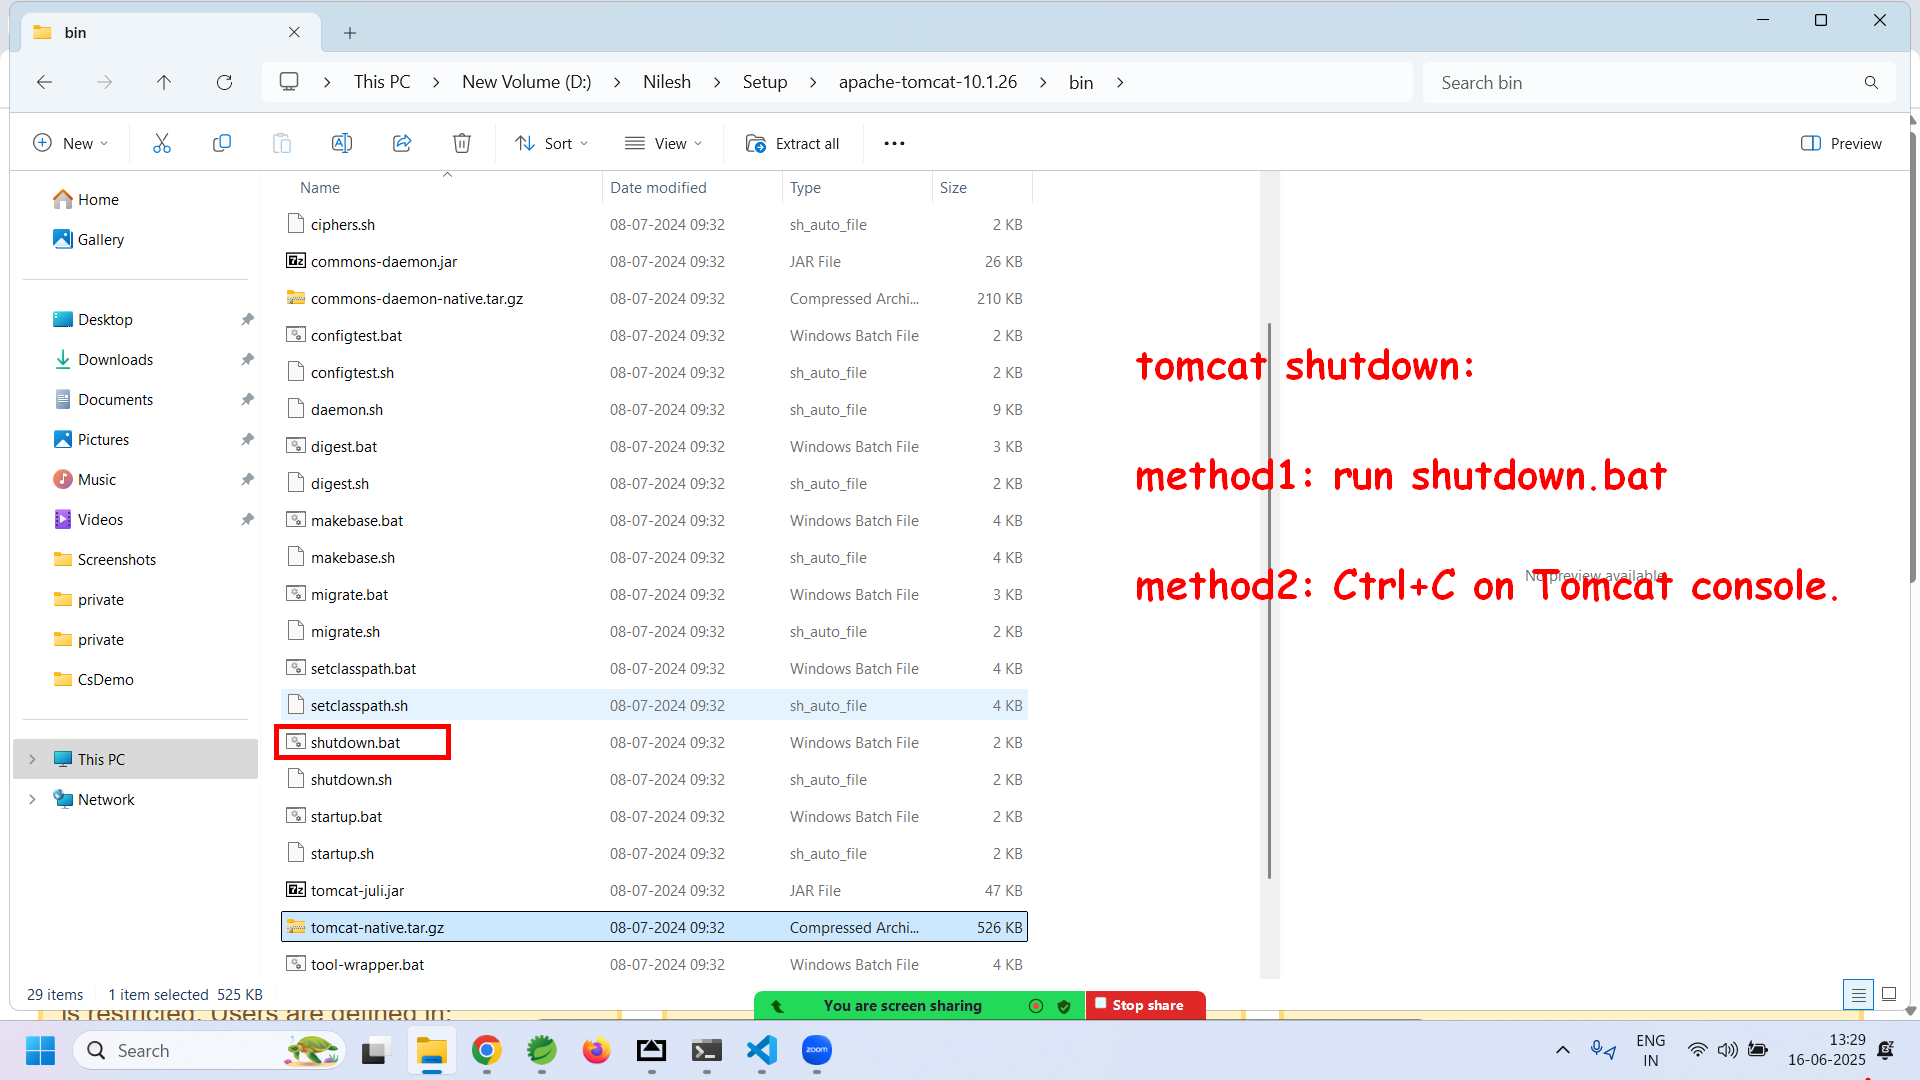 bin
This PC > New Volume (D:) > Nilesh > Setup > apache-tomcat-10.1.26 > bin >
Search bin
New
Sort
View
Extract all
Preview
Name Date modified Type Size
ciphers.sh 08-07-2024 09:32 sh_auto_file 2 KB
commons-daemon.jar 08-07-2024 09:32 JAR File 26 KB
commons-daemon-native.tar.gz 08-07-2024 09:32 Compressed Archi... 210 KB
configtest.bat 08-07-2024 09:32 Windows Batch File 2 KB
configtest.sh 08-07-2024 09:32 sh_auto_file 2 KB
daemon.sh 08-07-2024 09:32 sh_auto_file 9 KB
digest.bat 08-07-2024 09:32 Windows Batch File 3 KB
digest.sh 08-07-2024 09:32 sh_auto_file 2 KB
makebase.bat 08-07-2024 09:32 Windows Batch File 4 KB
makebase.sh 08-07-2024 09:32 sh_auto_file 4 KB
migrate.bat 08-07-2024 09:32 Windows Batch File 3 KB
migrate.sh 08-07-2024 09:32 sh_auto_file 2 KB
setclasspath.bat 08-07-2024 09:32 Windows Batch File 4 KB
setclasspath.sh 08-07-2024 09:32 sh_auto_file 4 KB
shutdown.bat 08-07-2024 09:32 Windows Batch File 2 KB
shutdown.sh 08-07-2024 09:32 sh_auto_file 2 KB
startup.bat 08-07-2024 09:32 Windows Batch File 2 KB
startup.sh 08-07-2024 09:32 sh_auto_file 2 KB
tomcat-juli.jar 08-07-2024 09:32 JAR File 47 KB
tomcat-native.tar.gz 08-07-2024 09:32 Compressed Archi... 526 KB
tool-wrapper.bat 08-07-2024 09:32 Windows Batch File 4 KB
Home
Gallery
Desktop
Downloads
Documents
Pictures
Music
Videos
Screenshots
private
private
CsDemo
This PC
Network
tomcat shutdown:
method1: run shutdown.bat
No preview available.
method2: Ctrl+C on Tomcat console.
29 items 1 item selected 525 KB
is restricted. Users are defined in:
You are screen sharing
Stop share
Search
zoom
ENG
IN
13:29
16-06-2025